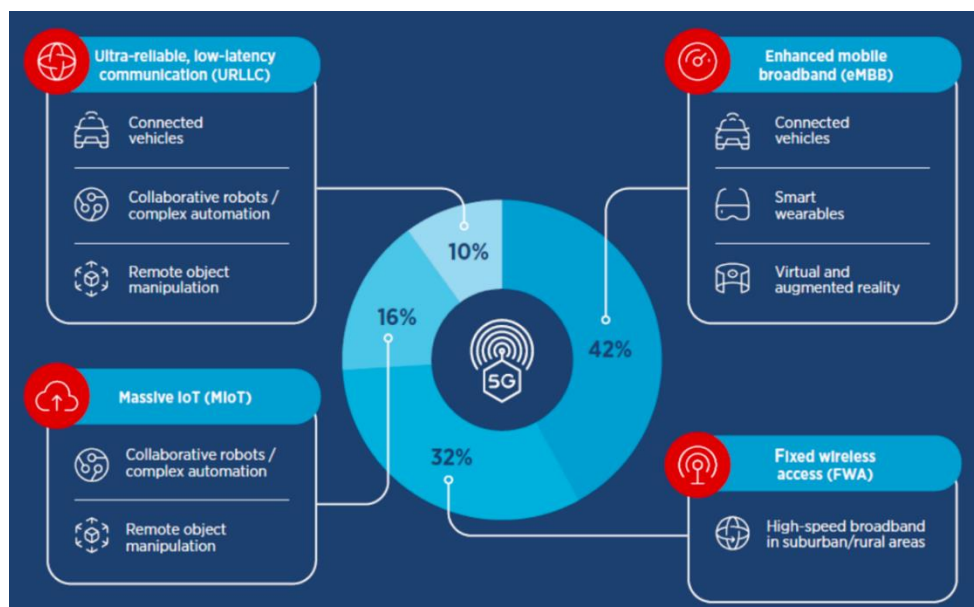 Ultra-reliable, low-latency
communication (URLLC)
Connected
vehicles
Collaborative robots /
complex automation
Remote object
manipulation
Enhanced mobile
broadband (eMBB)
Connected
vehicles
Smart
wearables
Virtual and
augmented reality
10%
16%
42%
32%
5G
Massive IoT (MIoT)
Collaborative robots /
complex automation
Remote object
manipulation
Fixed wireless
access (FWA)
High-speed broadband
in suburban/rural areas